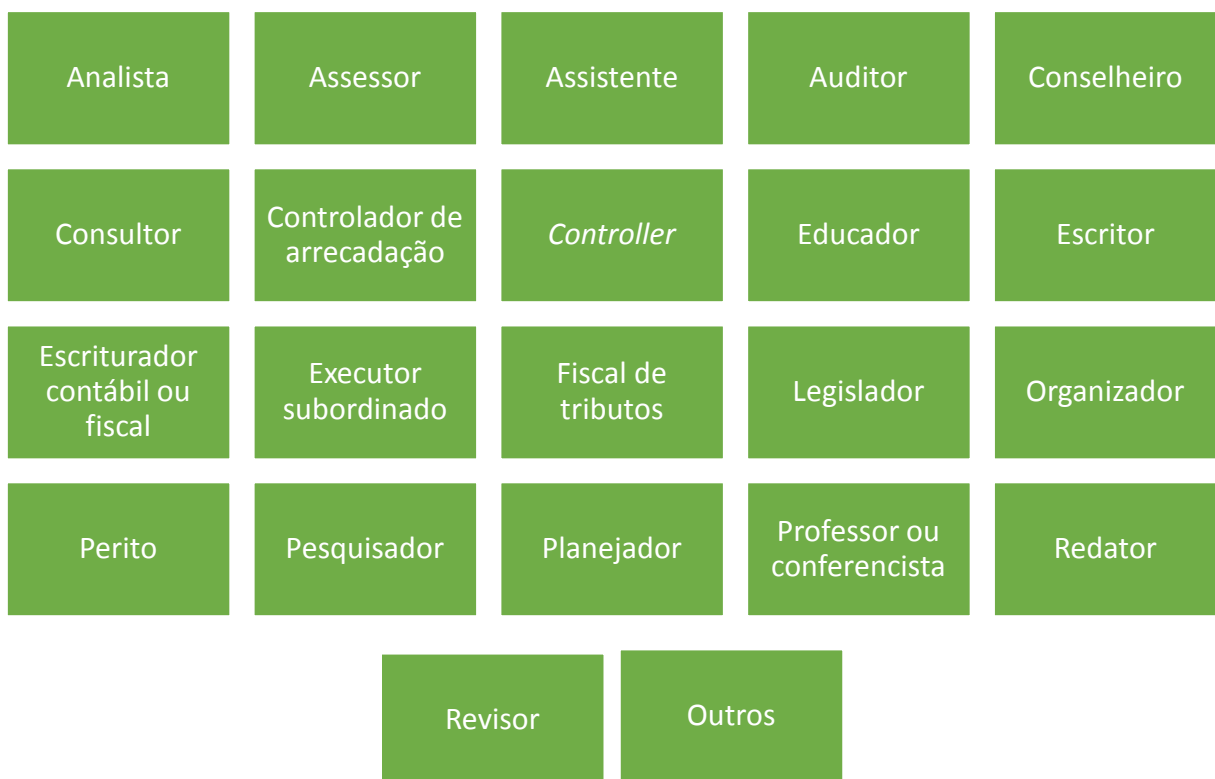 Analista
Assessor
Assistente
Auditor
Conselheiro
Consultor
Controlador de
arrecadação
Controller
Educador
Escritor
Escriturador
contábil ou
fiscal
Executor
subordinado
Fiscal de
tributos
Legislador
Organizador
Perito
Pesquisador
Planejador
Professor ou
conferencista
Redator
Revisor
Outros